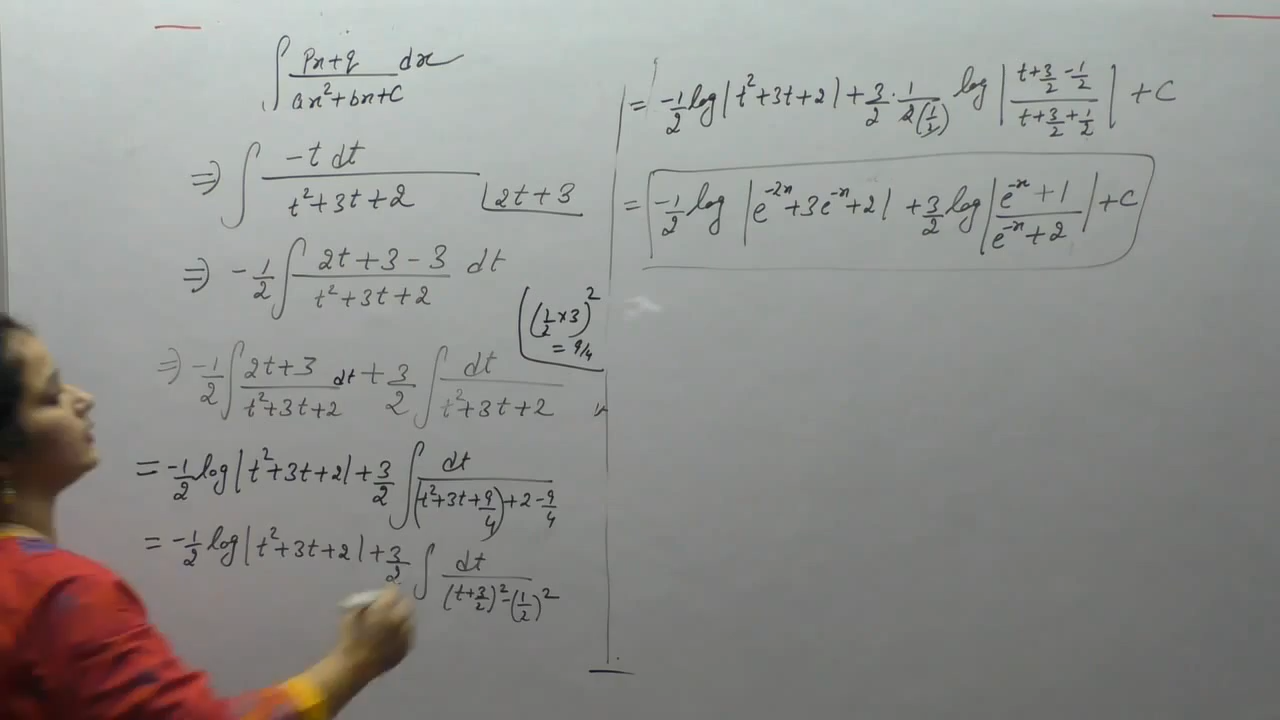 ∫ (px+q)/(ax²+bx+c) dx
⇒ ∫ (-t dt)/(t²+3t+2) |2t+3
⇒ -1/2 ∫ (2t+3-3)/(t²+3t+2) dt
(1/2 × 3)² = 9/4
⇒ -1/2 ∫ (2t+3)/(t²+3t+2) dt + 3/2 ∫ dt/(t²+3t+2)
= -1/2 log|t²+3t+2| + 3/2 ∫ dt/((t²+3t+9/4)+2-9/4)
= -1/2 log|t²+3t+2| + 3/2 ∫ dt/((t+3/2)²-(1/2)²)
= -1/2 log|t²+3t+2| + 3/2 · 1/(2(1/2)) log|(t+3/2-1/2)/(t+3/2+1/2)| + C
= -1/2 log|e^(-2x)+3e^(-x)+2| + 3/2 log|(e^(-x)+1)/(e^(-x)+2)| + C